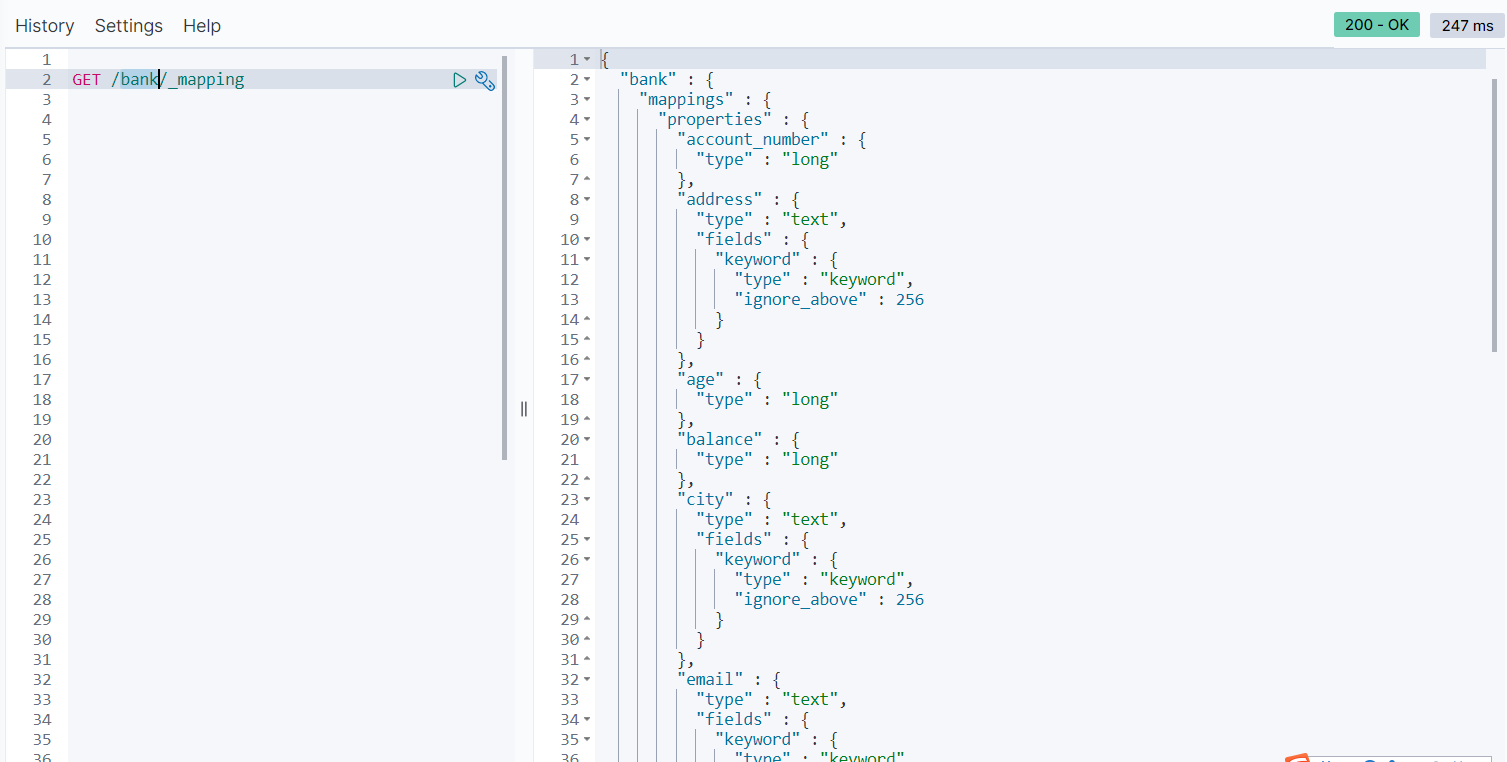 History Settings Help 200 - OK 247 ms
1
2 GET /bank/_mapping
3
4
5
6
7
8
9
10
11
12
13
14
15
16
17
18
19
20
21
22
23
24
25
26
27
28
29
30
31
32
33
34
35
36
1 {
2 "bank" : {
3 "mappings" : {
4 "properties" : {
5 "account_number" : {
6 "type" : "long"
7 },
8 "address" : {
9 "type" : "text",
10 "fields" : {
11 "keyword" : {
12 "type" : "keyword",
13 "ignore_above" : 256
14 }
15 }
16 },
17 "age" : {
18 "type" : "long"
19 },
20 "balance" : {
21 "type" : "long"
22 },
23 "city" : {
24 "type" : "text",
25 "fields" : {
26 "keyword" : {
27 "type" : "keyword",
28 "ignore_above" : 256
29 }
30 }
31 },
32 "email" : {
33 "type" : "text",
34 "fields" : {
35 "keyword" : {
36 "type" : "keyword",